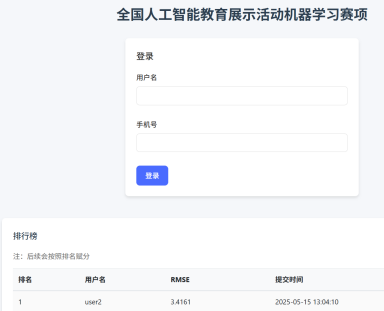 全国人工智能教育展示活动机器学习赛项
登录
用户名
手机号
登录
排行榜
注：后续会按照排名赋分
排名 用户名 RMSE 提交时间
1 user2 3.4161 2025-05-15 13:04:10